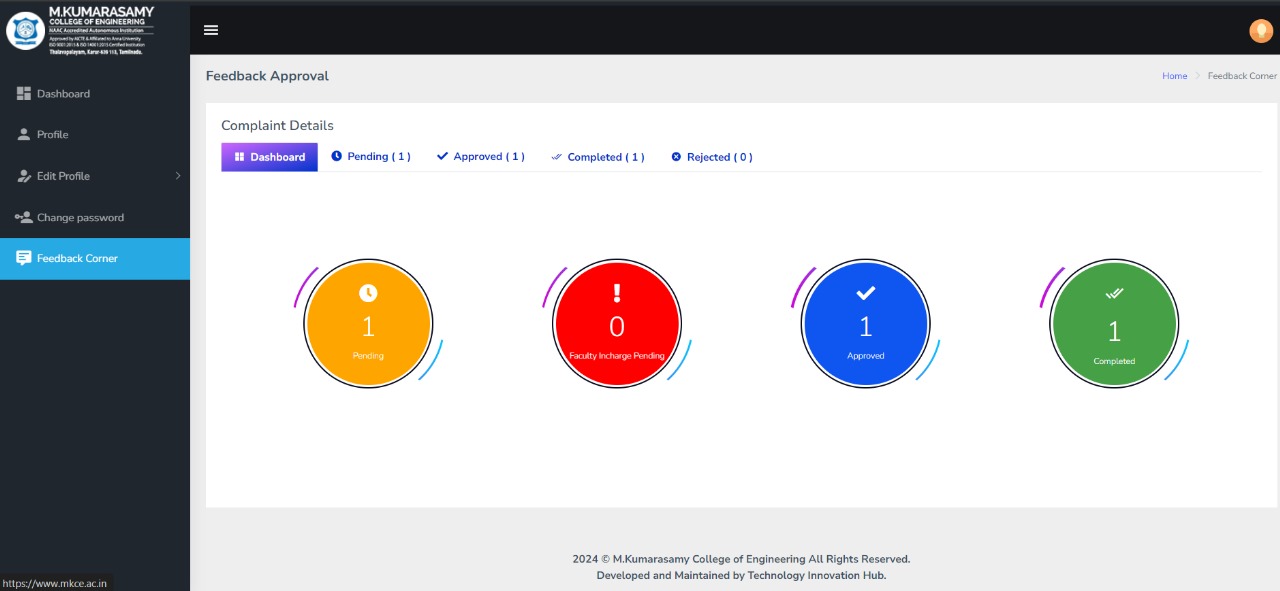 M.KUMARASAMY
COLLEGE OF ENGINEERING
NAAC Accredited Autonomous Institution
Approved by AICTE & Affiliated to Anna University
ISO 9001:2015 & ISO 14001:2015 Certified Institution
Thalavapalayam, Karur-639 113, Tamilnadu.
Feedback Approval
Home
Feedback Corner
Dashboard
Profile
Edit Profile
Change password
Feedback Corner
Complaint Details
Dashboard
Pending ( 1 )
Approved ( 1 )
Completed ( 1 )
Rejected ( 0 )
1
Pending
0
Faculty Incharge Pending
1
Approved
1
Completed
2024 © M.Kumarasamy College of Engineering All Rights Reserved.
Developed and Maintained by Technology Innovation Hub.
https://www.mkce.ac.in